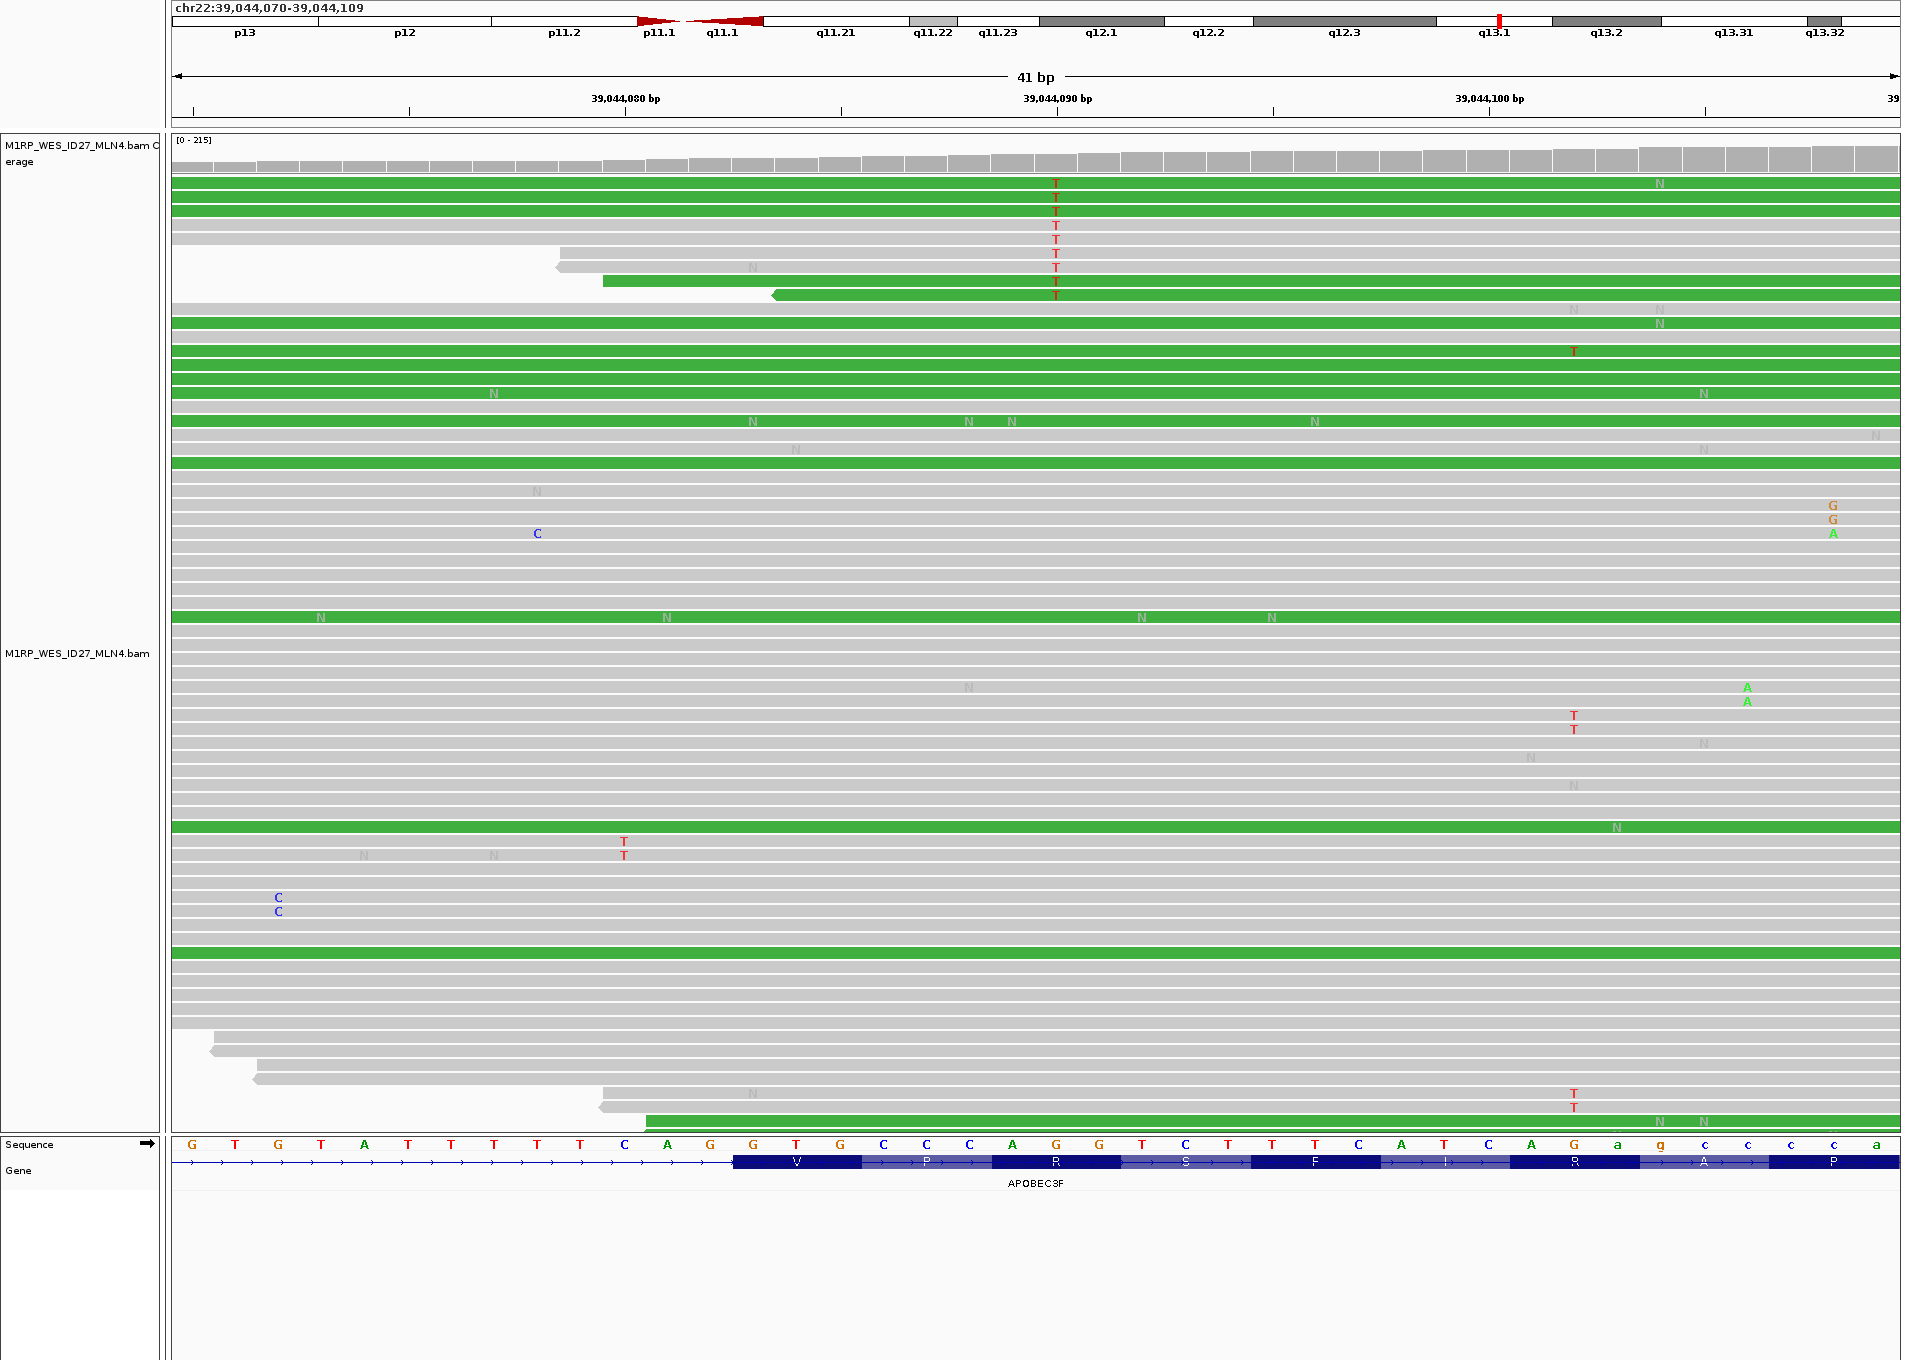 chr22:39,044,070-39,044,109
p13 p12 p11.2 p11.1 q11.1 q11.21 q11.22 q11.23 q12.1 q12.2 q12.3 q13.1 q13.2 q13.31 q13.32
41 bp
39,044,080 bp 39,044,090 bp 39,044,100 bp 39
M1RP_WES_ID27_MLN4.bam C
erage
[0 - 215]
T N
T
T
T
T
T
N T
T
T
N N
N
T
N N
N N N N
N
N N
N
G
G
C A
N N N N
M1RP_WES_ID27_MLN4.bam
N A
A
T
T
N
N
N
N
T
N N T
C
C
N T
T
N N
Sequence G T G T A T T T T T C A G G T G C C C A G G T C T T T C A T C A G a g c c c c a
Gene V P R S F I R A P
APOBEC3F